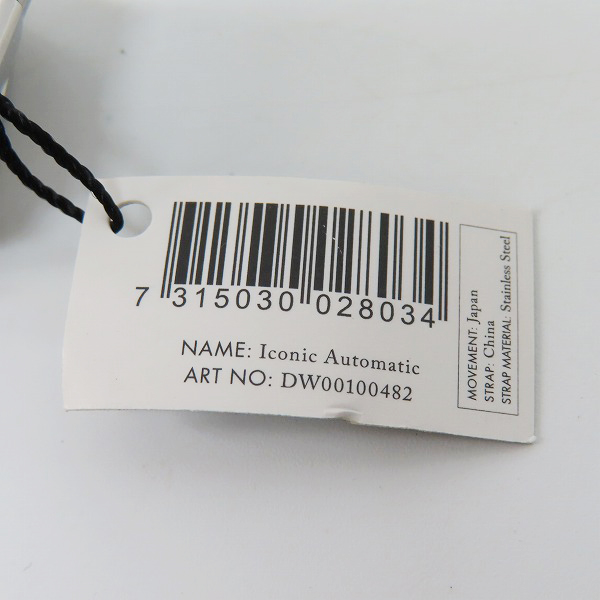 7 315030 028034
NAME: Iconic Automatic
ART NO: DW00100482
MOVEMENT: Japan
STRAP: China
STRAP MATERIAL: Stainless Steel